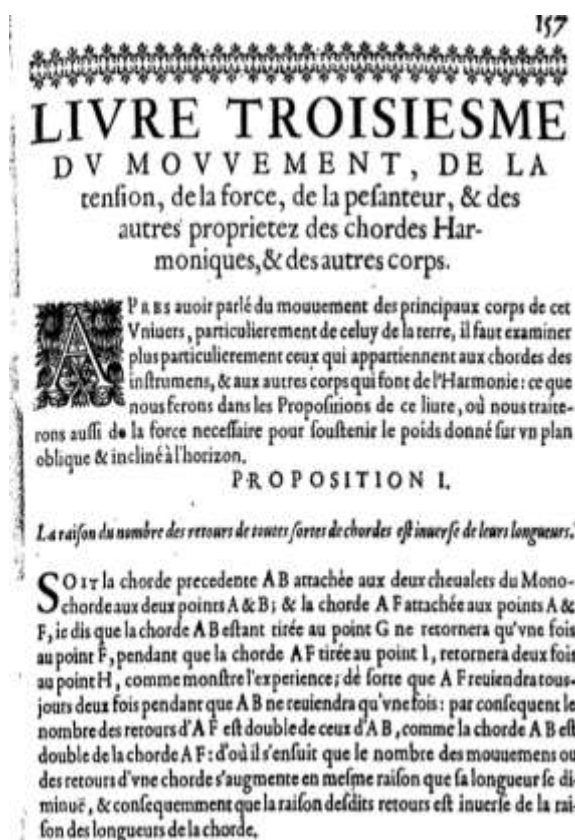 157
LIVRE TROISIESME
DV MOVVEMENT, DE LA
tenſion, de la force, de la peſanteur, & des
autres proprietez des chordes Har-
moniques, & des autres corps.
APRES auoir parlé du mouuement des principaux corps de cet
Vniuers, particulierement de celuy de la terre, il faut examiner
plus particulierement ceux qui appartiennent aux chordes des
inſtrumens, & aux autres corps qui font de l'Harmonie: ce que
nous ferons dans les Propoſitions de ce liure, où nous traite-
rons auſſi de la force neceſſaire pour ſouſtenir le poids donné ſur vn plan
oblique & incliné à l'horizon.
PROPOSITION I.
La raiſon du nombre des retours de toutes ſortes de chordes eſt inuerſe de leurs longueurs.
SOIT la chorde precedente AB attachée aux deux cheualets du Mono-
chorde aux deux points A & B; & la chorde AF attachée aux points A &
F, ie dis que la chorde AB eſtant tirée au point G ne retornera qu'vne fois
au point F, pendant que la chorde AF tirée au point I, retornera deux fois
au point H, comme monſtre l'experience; de ſorte que AF reuiendra touſ-
jours deux fois pendant que AB ne reuiendra qu'vne fois: par conſequent le
nombre des retours d'AF eſt double de ceux d'AB, comme la chorde AB eſt
double de la chorde AF: d'où il s'enſuit que le nombre des mouuemens ou
des retours d'vne chorde s'augmente en meſme raiſon que ſa longueur ſe di-
minuë, & conſequemment que la raiſon deſdits retours eſt inuerſe de la rai-
ſon des longueurs de la chorde.